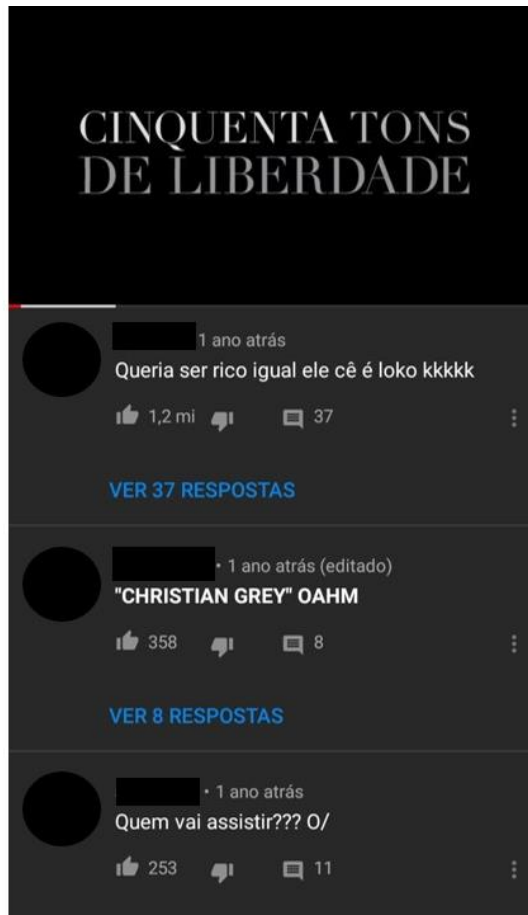 CINQUENTA TONS
DE LIBERDADE
1 ano atrás
Queria ser rico igual ele cê é loko kkkkk
1,2 mi 37
VER 37 RESPOSTAS
• 1 ano atrás (editado)
"CHRISTIAN GREY" OAHM
358 8
VER 8 RESPOSTAS
• 1 ano atrás
Quem vai assistir??? O/
253 11